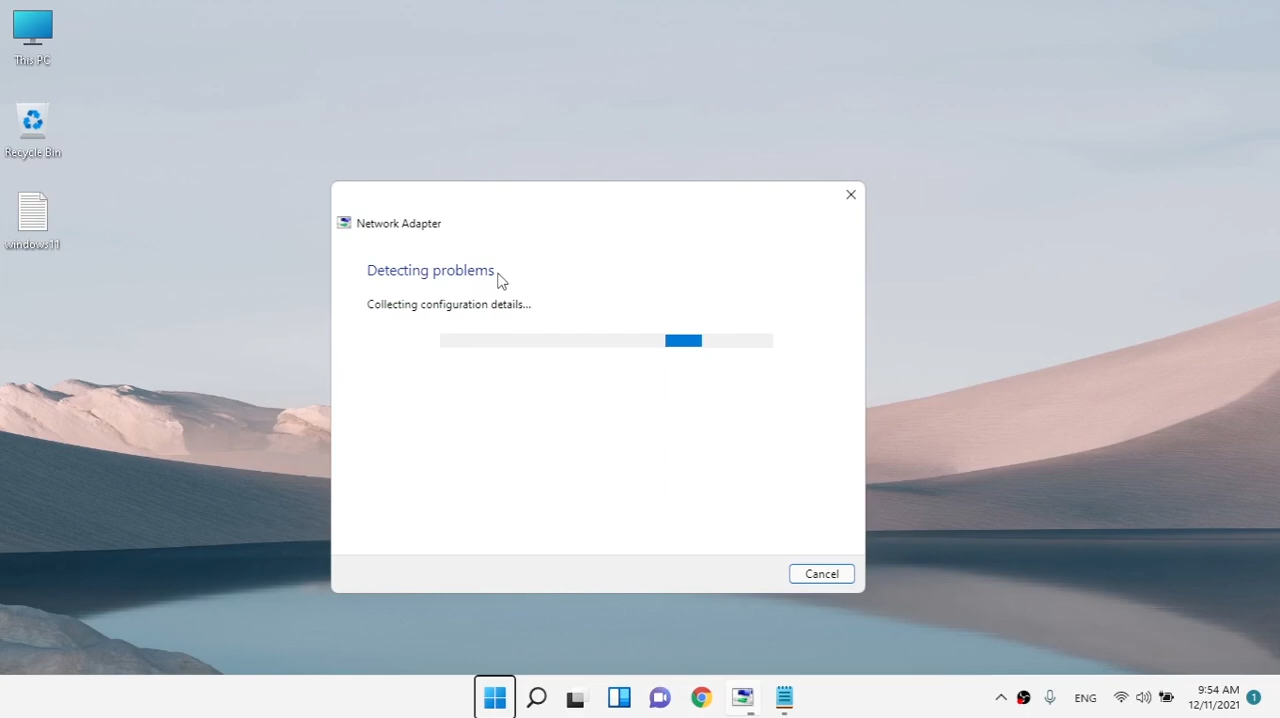 This PC
Recycle Bin
windows11
Network Adapter
Detecting problems
Collecting configuration details...
Cancel
ENG
9:54 AM
12/11/2021
1